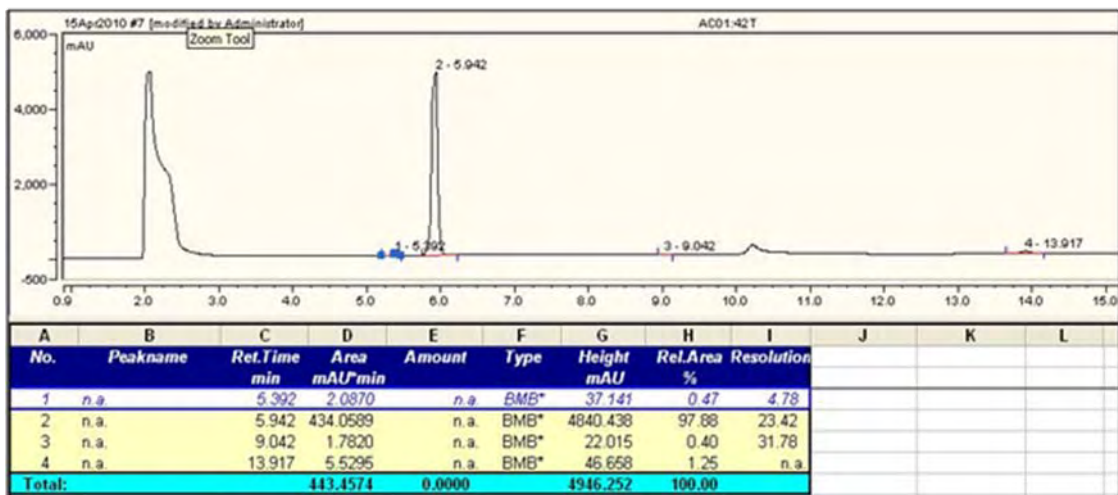 15Apr2010 #7 [modified by Administrator] AC01:42T
Zoom Tool
6,000
mAU
2 - 5.942
4,000
2,000
1 - 5.392 3 - 9.042 4 - 13.917
-500
0.9 2.0 3.0 4.0 5.0 6.0 7.0 8.0 9.0 10.0 11.0 12.0 13.0 14.0 15.0
A B C D E F G H I J K L
No. Peakname Ret.Time Area Amount Type Height Rel.Area Resolution
min mAU*min mAU %
1 n.a. 5.392 2.0870 n.a. BMB* 37.141 0.47 4.78
2 n.a. 5.942 434.0589 n.a. BMB* 4840.438 97.88 23.42
3 n.a. 9.042 1.7820 n.a. BMB* 22.015 0.40 31.78
4 n.a. 13.917 5.5295 n.a. BMB* 46.658 1.25 n.a.
Total: 443.4574 0.0000 4946.252 100.00